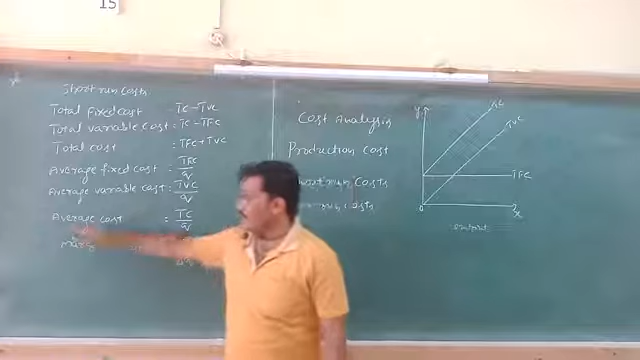 15
Short run costs
Total fixed cost - TC - TVC
Total variable cost = TC - TFC
Total cost = TFC + TVC
Average fixed cost = TFC/q
Average variable cost = TVC/q
Average cost = TC/q
Cost Analysis
Production cost
Costs
y
TC
TVC
TFC
0
x
output